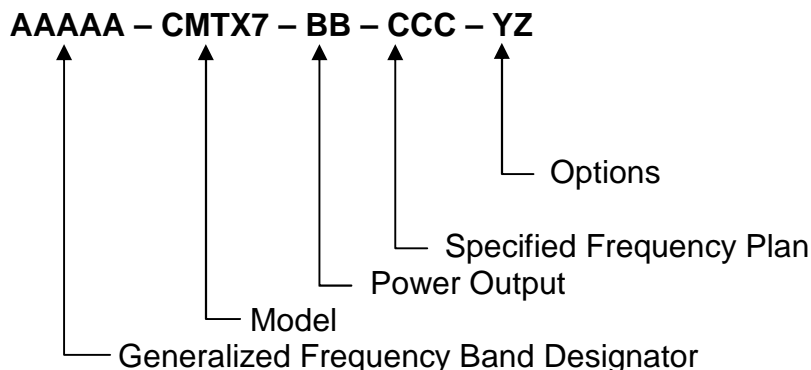 AAAAA – CMTX7 – BB – CCC – YZ
Options
Specified Frequency Plan
Power Output
Model
Generalized Frequency Band Designator